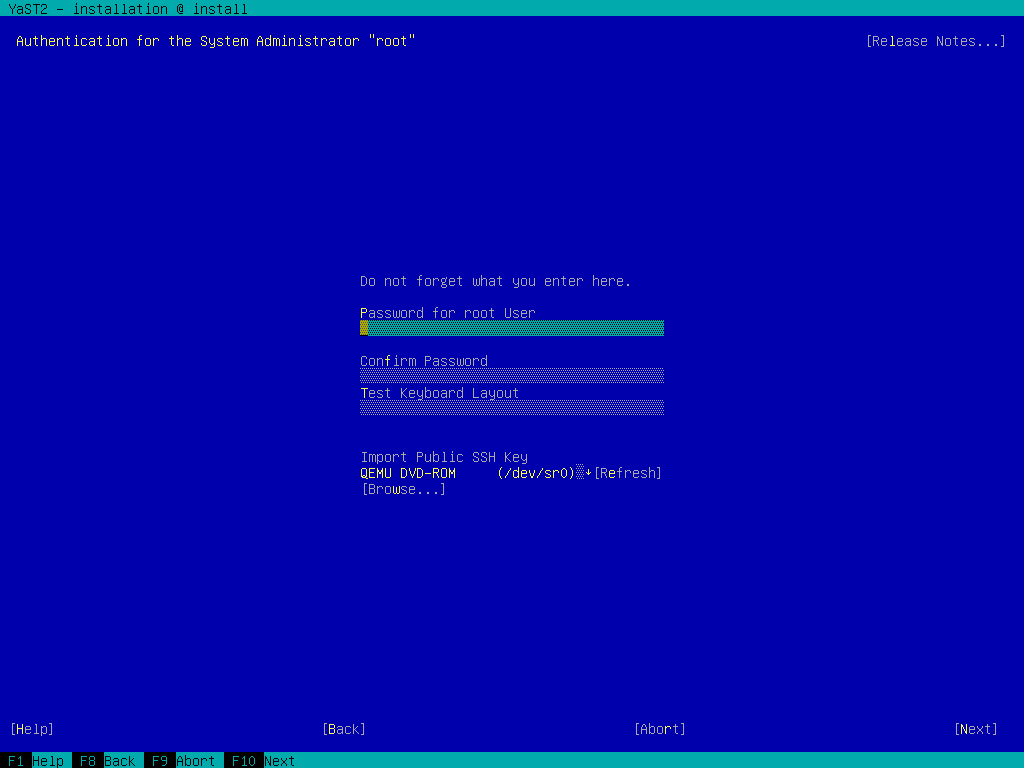 YaST2 - installation @ install
Authentication for the System Administrator "root" [Release Notes...]
Do not forget what you enter here.
Password for root User
Confirm Password
Test Keyboard Layout
Import Public SSH Key
QEMU DVD-ROM (/dev/sr0)▒↓[Refresh]
[Browse...]
[Help] [Back] [Abort] [Next]
F1 Help F8 Back F9 Abort F10 Next